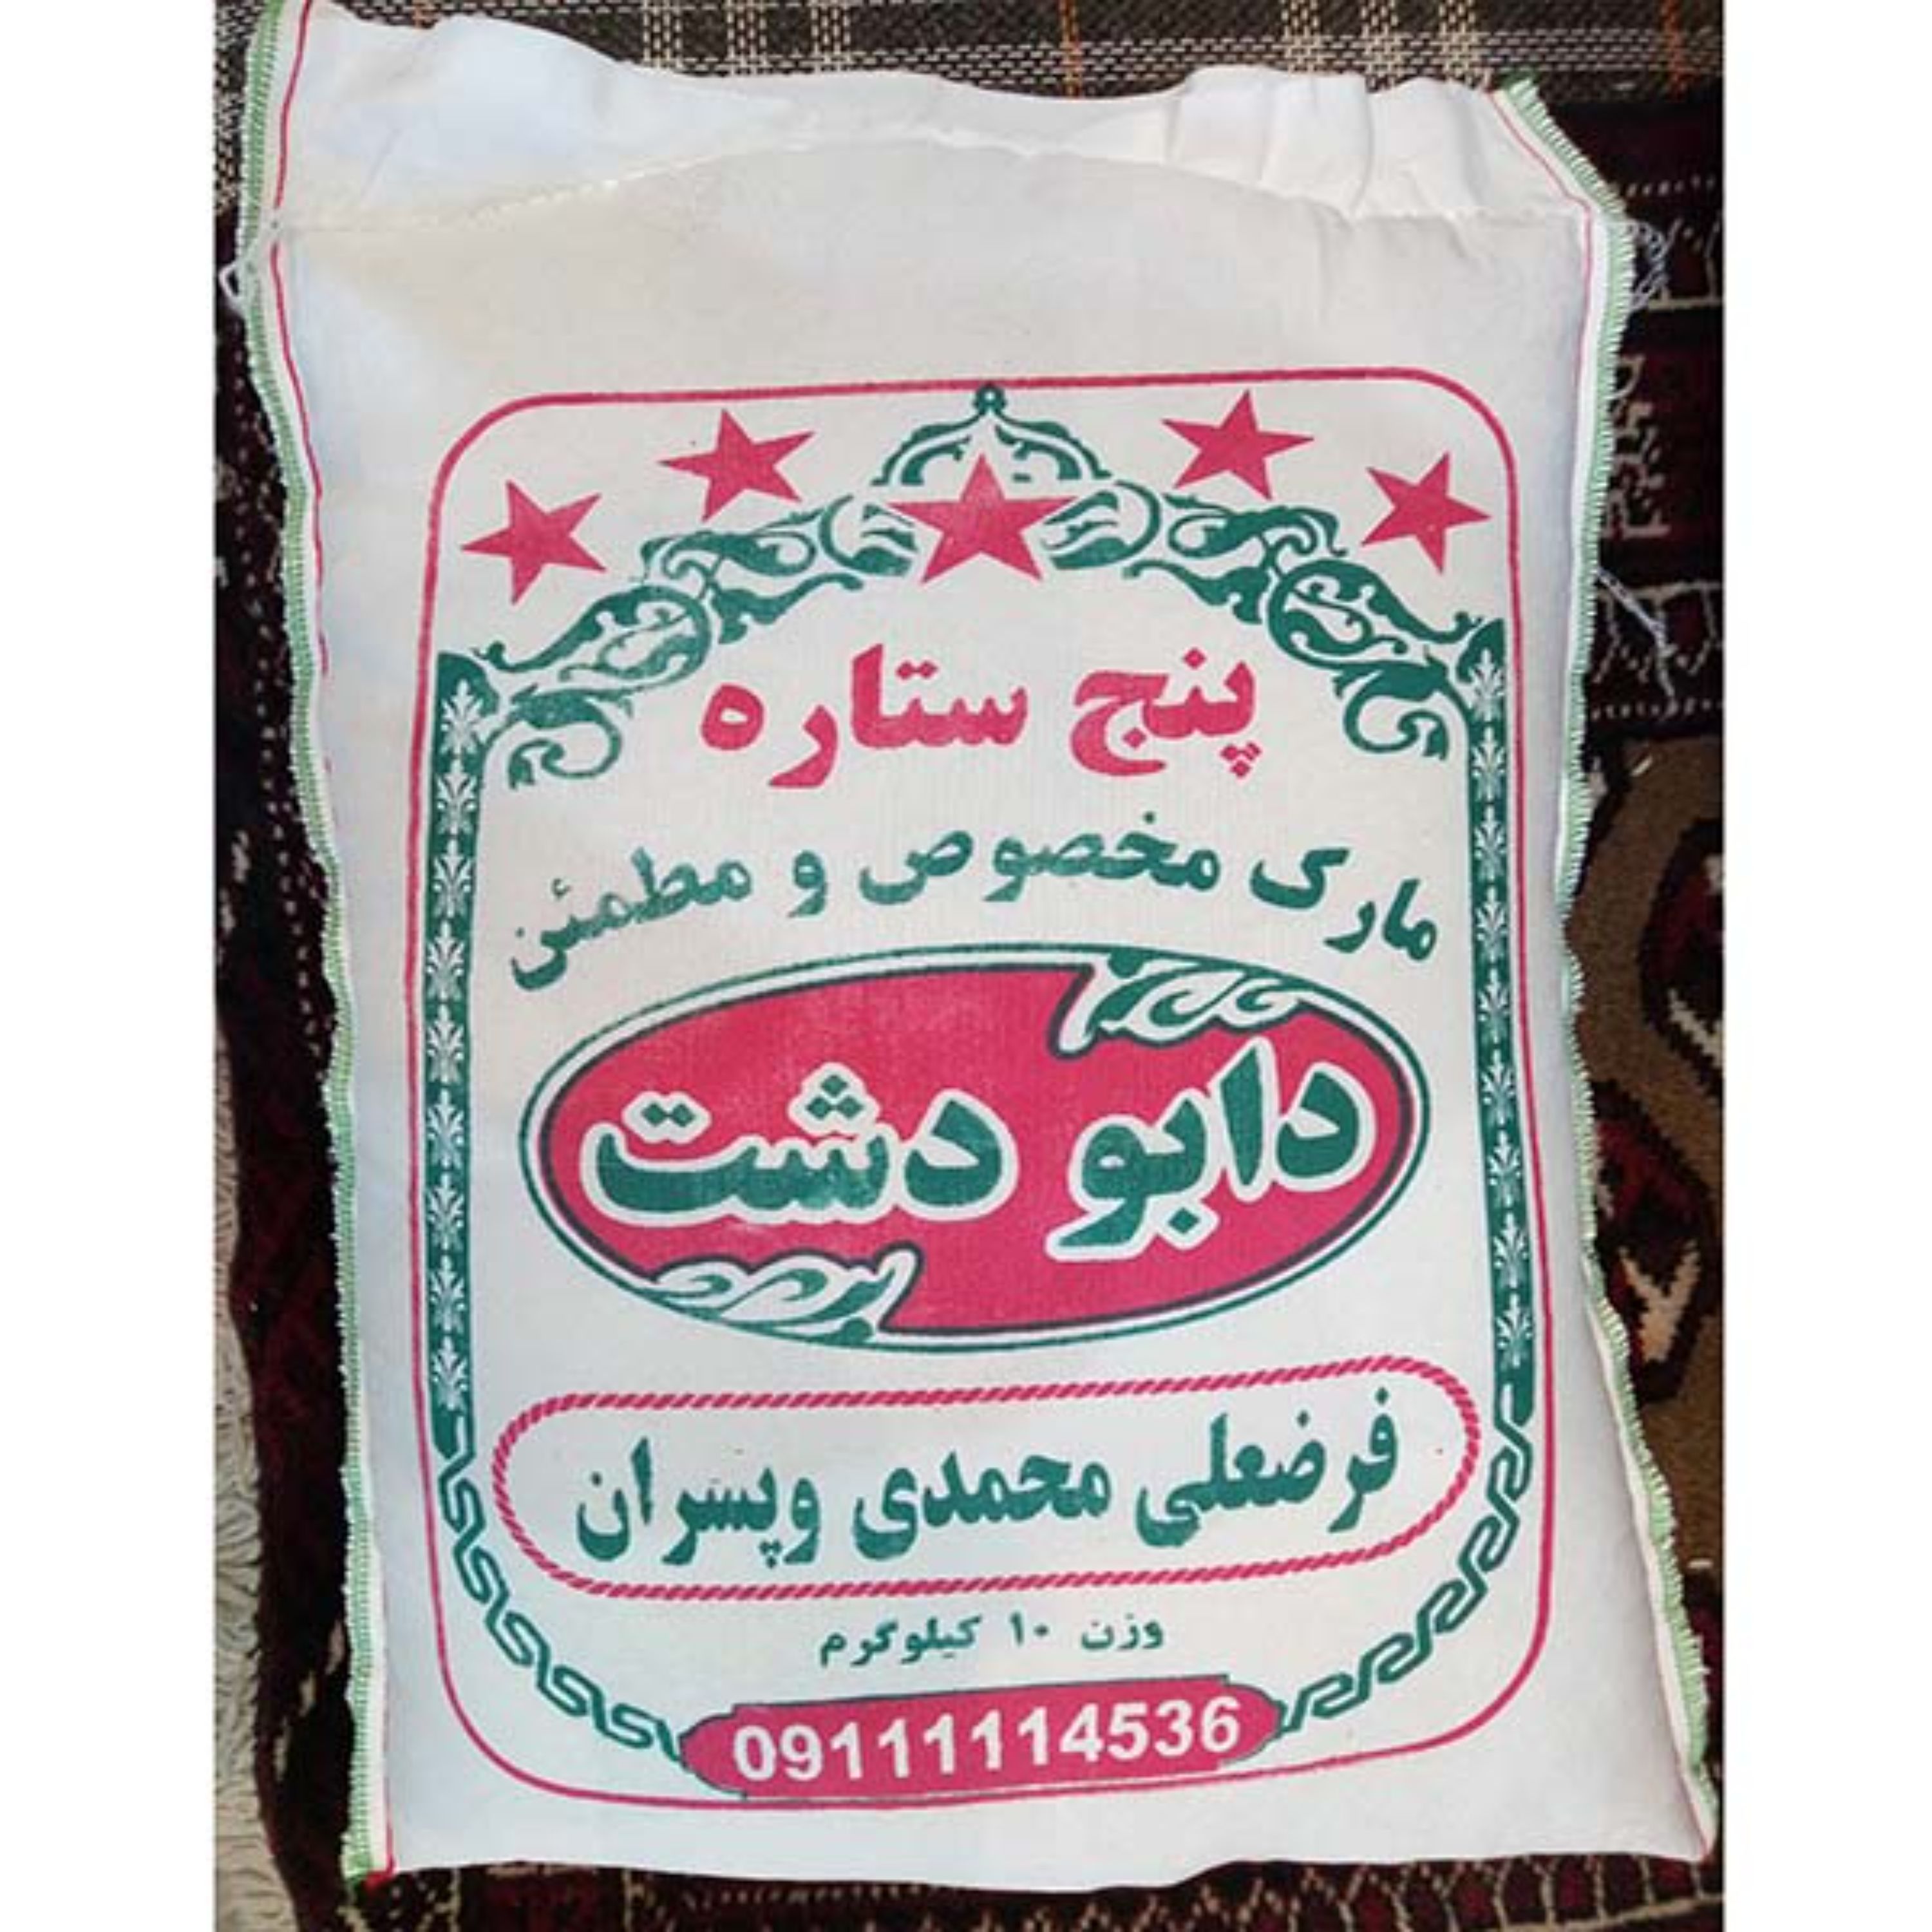 پنج ستاره
مارک مخصوص و مطمئن
دابو دشت
فرضعلی محمدی وپسران
وزن ۱۰ کیلوگرم
09111114536